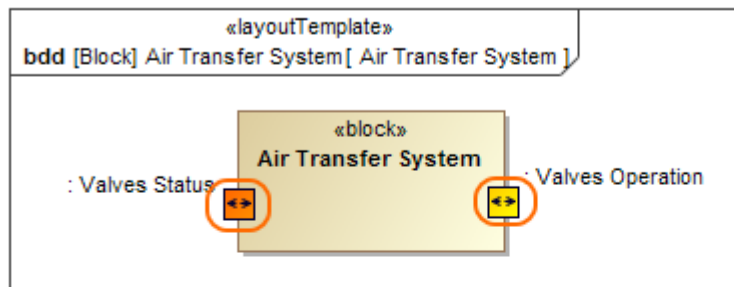 «layoutTemplate»
bdd [Block] Air Transfer System[ Air Transfer System ]
«block»
Air Transfer System
: Valves Status
: Valves Operation